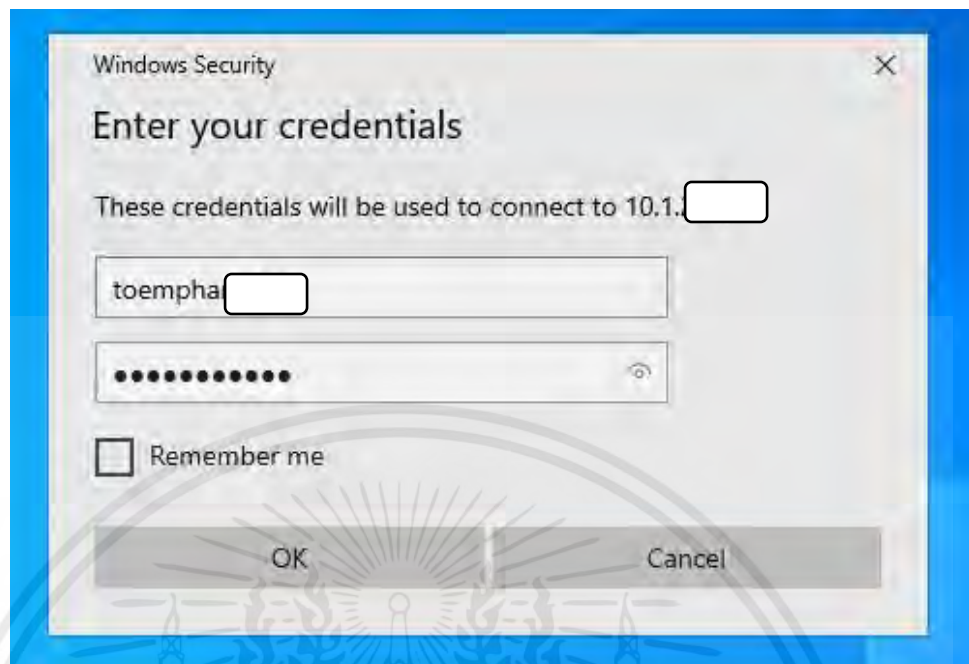 Windows Security
Enter your credentials
These credentials will be used to connect to 10.1.
toempha
Remember me
OK
Cancel